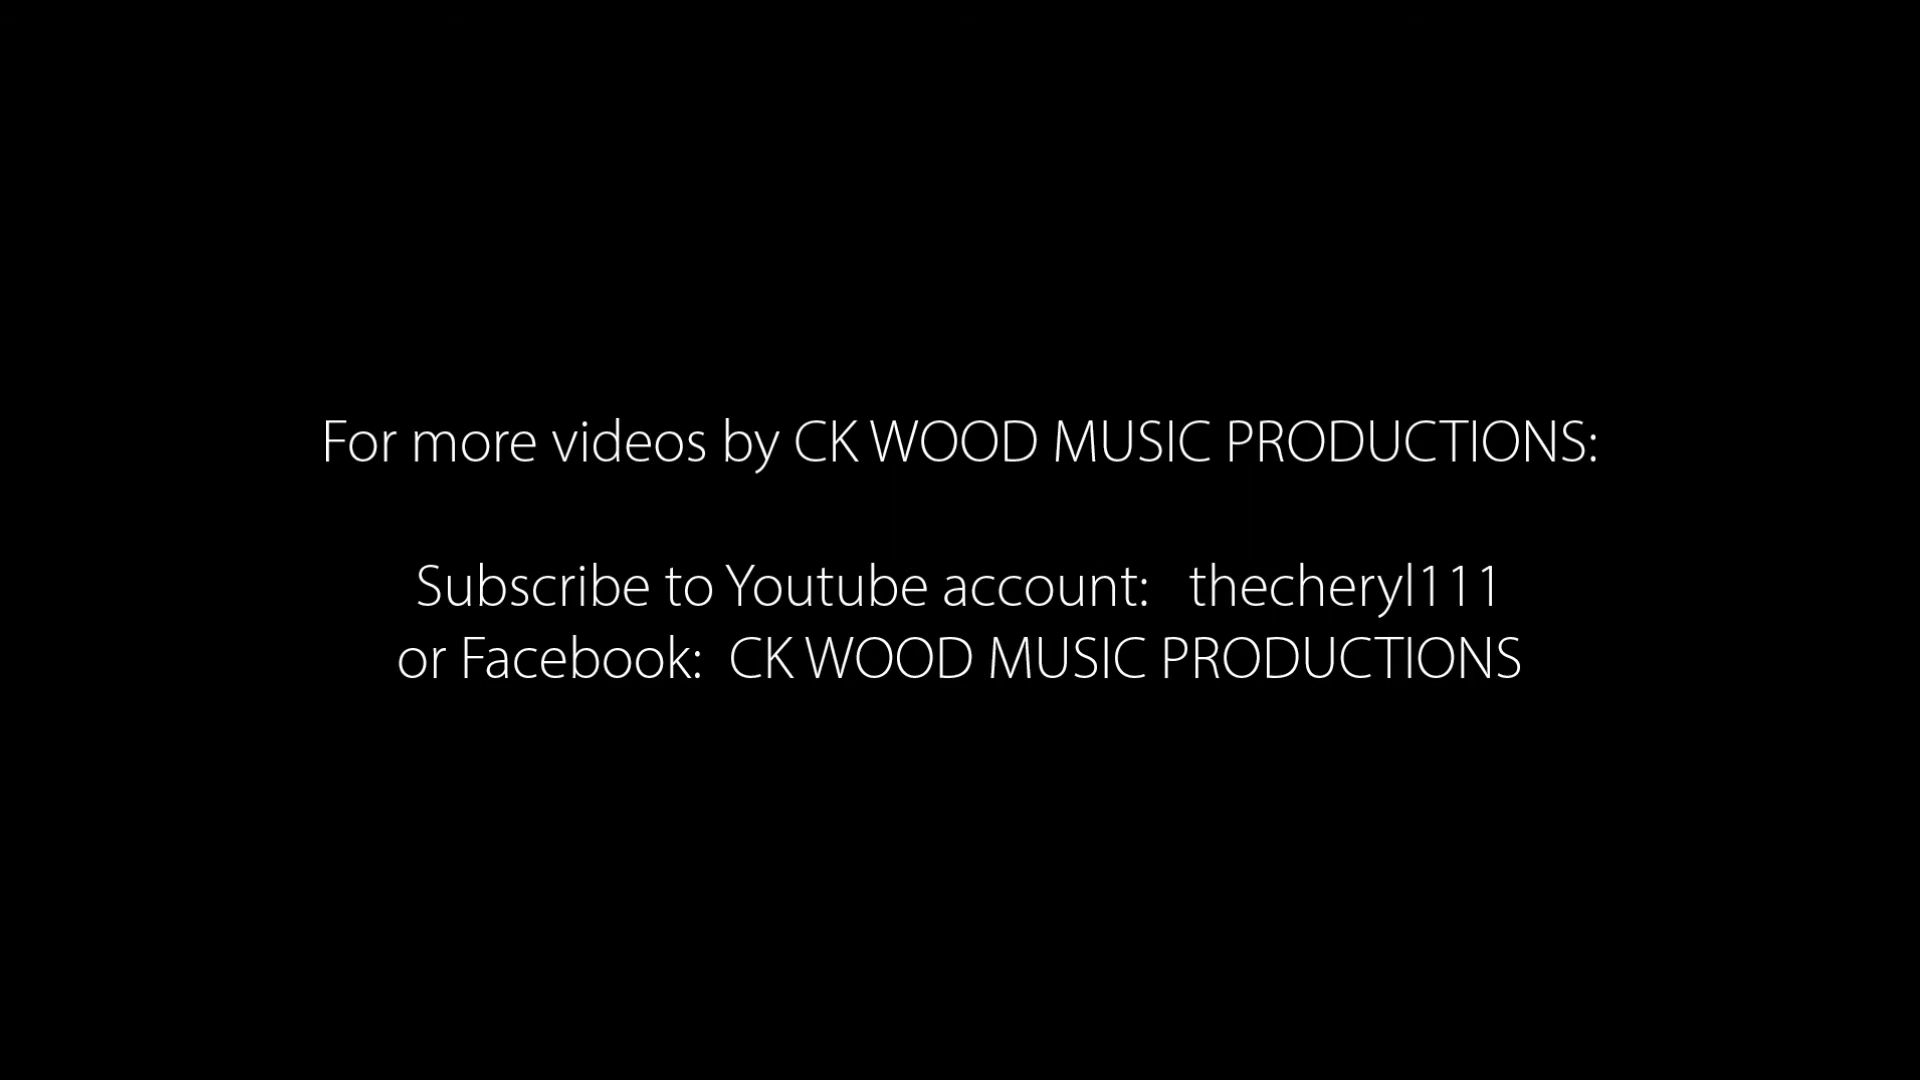 For more videos by CK WOOD MUSIC PRODUCTIONS:
Subscribe to Youtube account: thecheryl111
or Facebook: CK WOOD MUSIC PRODUCTIONS